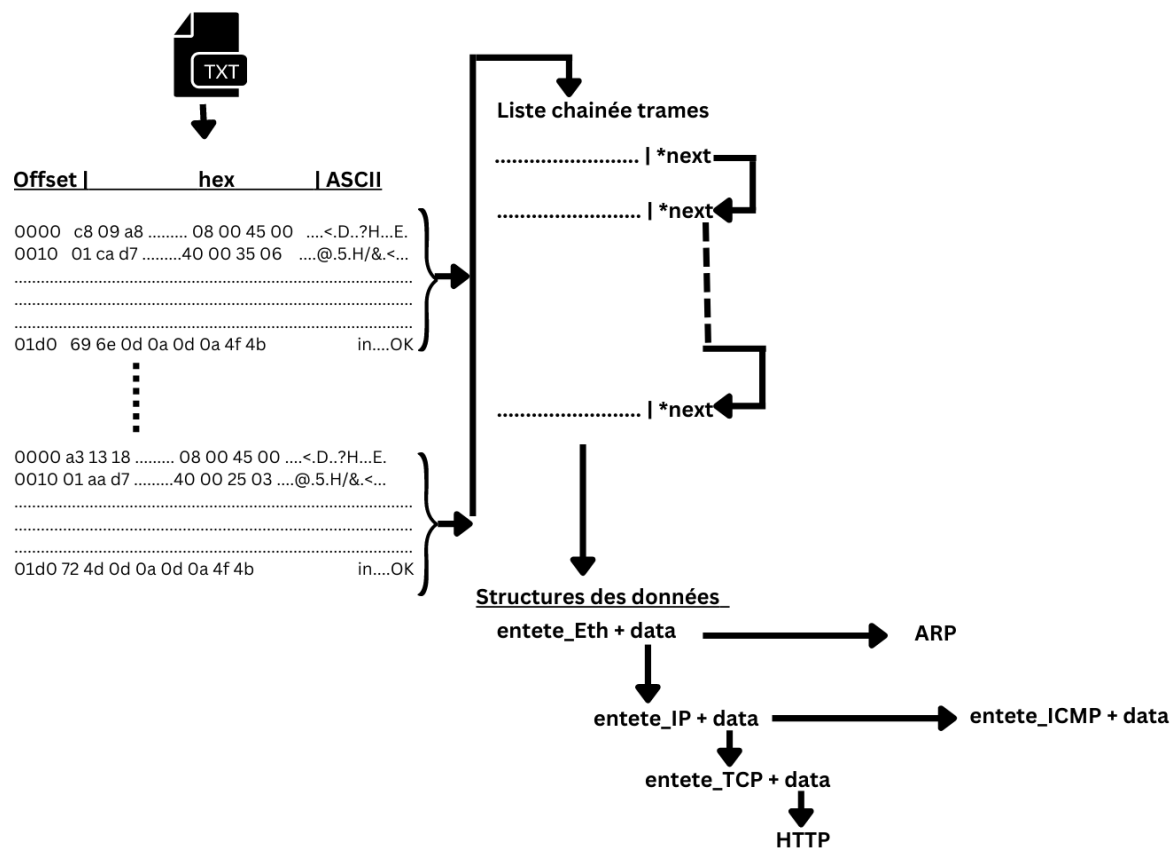 TXT
Offset | hex | ASCII
0000 c8 09 a8 ......... 08 00 45 00 ....<.D..?H...E.
0010 01 ca d7 .........40 00 35 06 ....@.5.H/&.<...
................................................................................................
................................................................................................
................................................................................................
01d0 69 6e 0d 0a 0d 0a 4f 4b in....OK
0000 a3 13 18 ......... 08 00 45 00 ....<.D..?H...E.
0010 01 aa d7 .........40 00 25 03 ....@.5.H/&.<...
................................................................................................
................................................................................................
................................................................................................
01d0 72 4d 0d 0a 0d 0a 4f 4b in....OK
Liste chainée trames
......................... | *next
......................... | *next
......................... | *next
Structures des données
entete_Eth + data
ARP
entete_IP + data
entete_ICMP + data
entete_TCP + data
HTTP